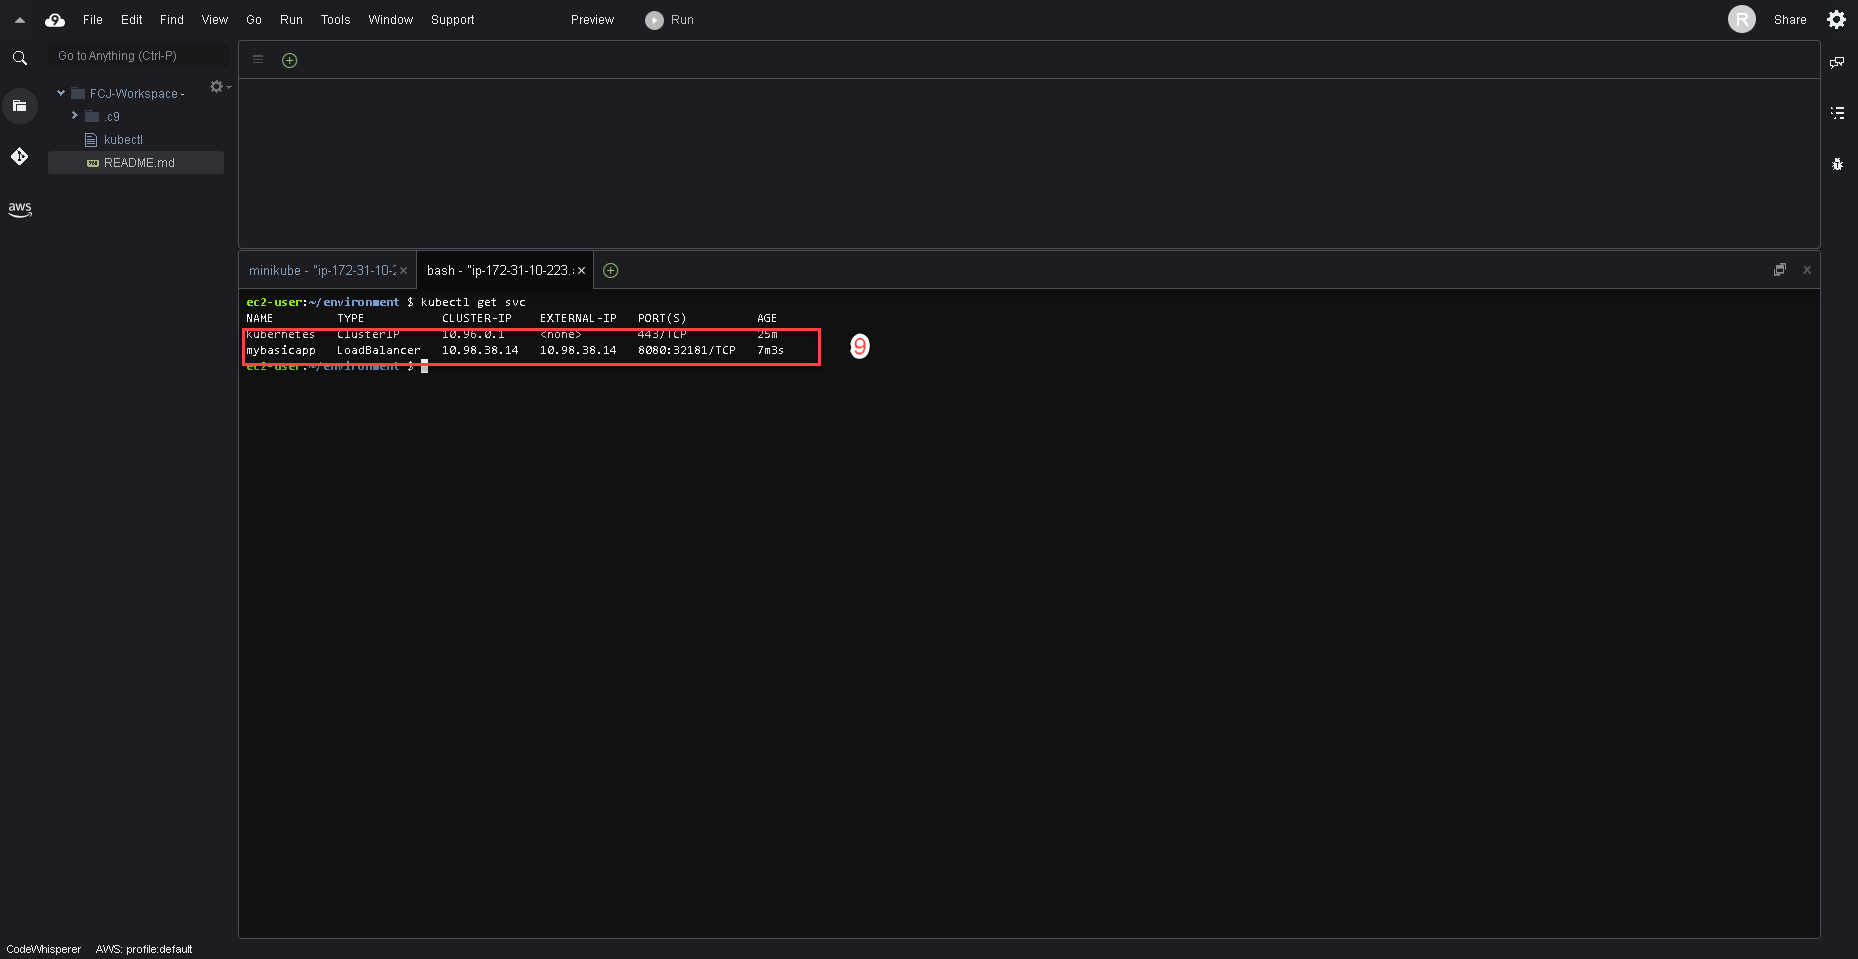 File Edit Find View Go Run Tools Window Support Preview Run R Share
Go to Anything (Ctrl-P)
FCJ-Workspace -
.c9
kubectl
README.md
aws
minikube - "ip-172-31-10-2 bash - "ip-172-31-10-223.
ec2-user:~/environment $ kubectl get svc
NAME TYPE CLUSTER-IP EXTERNAL-IP PORT(S) AGE
kubernetes ClusterIP 10.96.0.1 <none> 443/TCP 25m
mybasicapp LoadBalancer 10.98.38.14 10.98.38.14 8080:32181/TCP 7m3s
9
ec2-user:~/environment $
CodeWhisperer AWS: profile:default